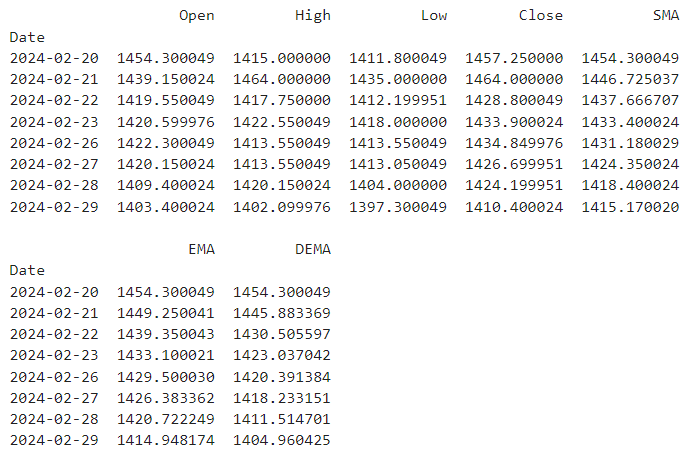 Open High Low Close SMA
Date
2024-02-20 1454.300049 1415.000000 1411.800049 1457.250000 1454.300049
2024-02-21 1439.150024 1464.000000 1435.000000 1464.000000 1446.725037
2024-02-22 1419.550049 1417.750000 1412.199951 1428.800049 1437.666707
2024-02-23 1420.599976 1422.550049 1418.000000 1433.900024 1433.400024
2024-02-26 1422.300049 1413.550049 1413.550049 1434.849976 1431.180029
2024-02-27 1420.150024 1413.550049 1413.050049 1426.699951 1424.350024
2024-02-28 1409.400024 1420.150024 1404.000000 1424.199951 1418.400024
2024-02-29 1403.400024 1402.099976 1397.300049 1410.400024 1415.170020
EMA DEMA
Date
2024-02-20 1454.300049 1454.300049
2024-02-21 1449.250041 1445.883369
2024-02-22 1439.350043 1430.505597
2024-02-23 1433.100021 1423.037042
2024-02-26 1429.500030 1420.391384
2024-02-27 1426.383362 1418.233151
2024-02-28 1420.722249 1411.514701
2024-02-29 1414.948174 1404.960425